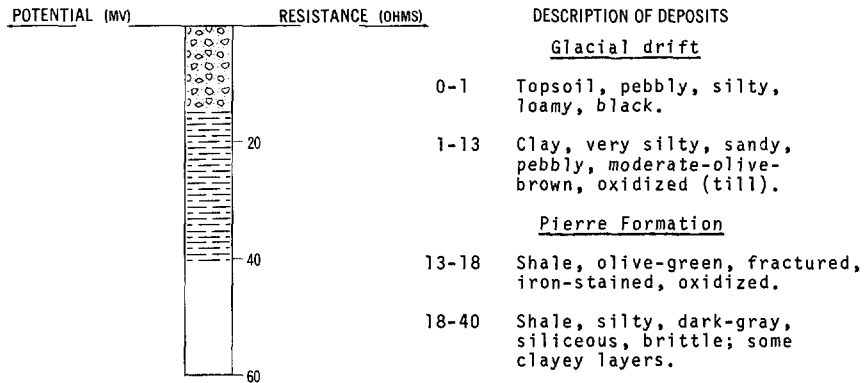 POTENTIAL (MV)
RESISTANCE (OHMS)
DESCRIPTION OF DEPOSITS
Glacial drift
0-1 Topsoil, pebbly, silty,
loamy, black.
20
1-13 Clay, very silty, sandy,
pebbly, moderate-olive-
brown, oxidized (till).
Pierre Formation
40
13-18 Shale, olive-green, fractured,
iron-stained, oxidized.
18-40 Shale, silty, dark-gray,
siliceous, brittle; some
clayey layers.
60